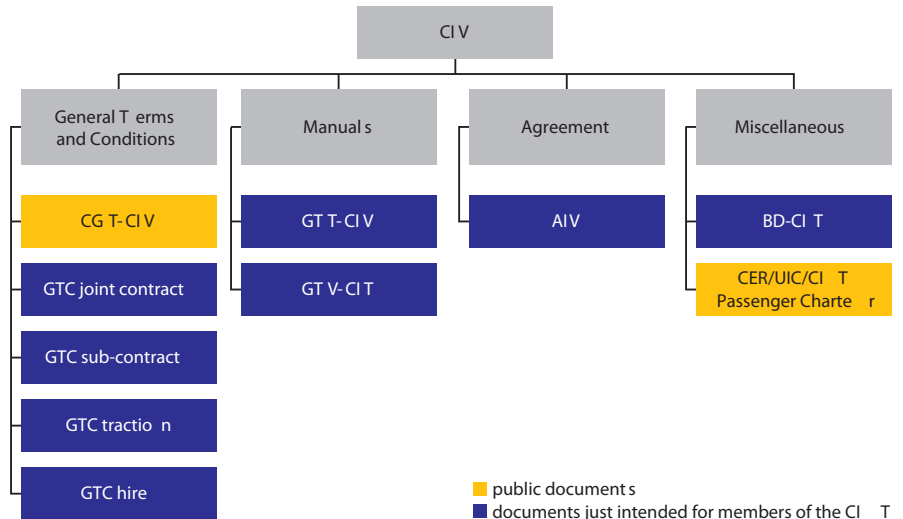 CIV
General Terms
and Conditions
Manuals
Agreement
Miscellaneous
CGT-CIV
GTT-CIV
AIV
BD-CIT
GTC joint contract
GTV-CIT
CER/UIC/CIT
Passenger Charter
GTC sub-contract
GTC traction
GTC hire
public documents
documents just intended for members of the CIT